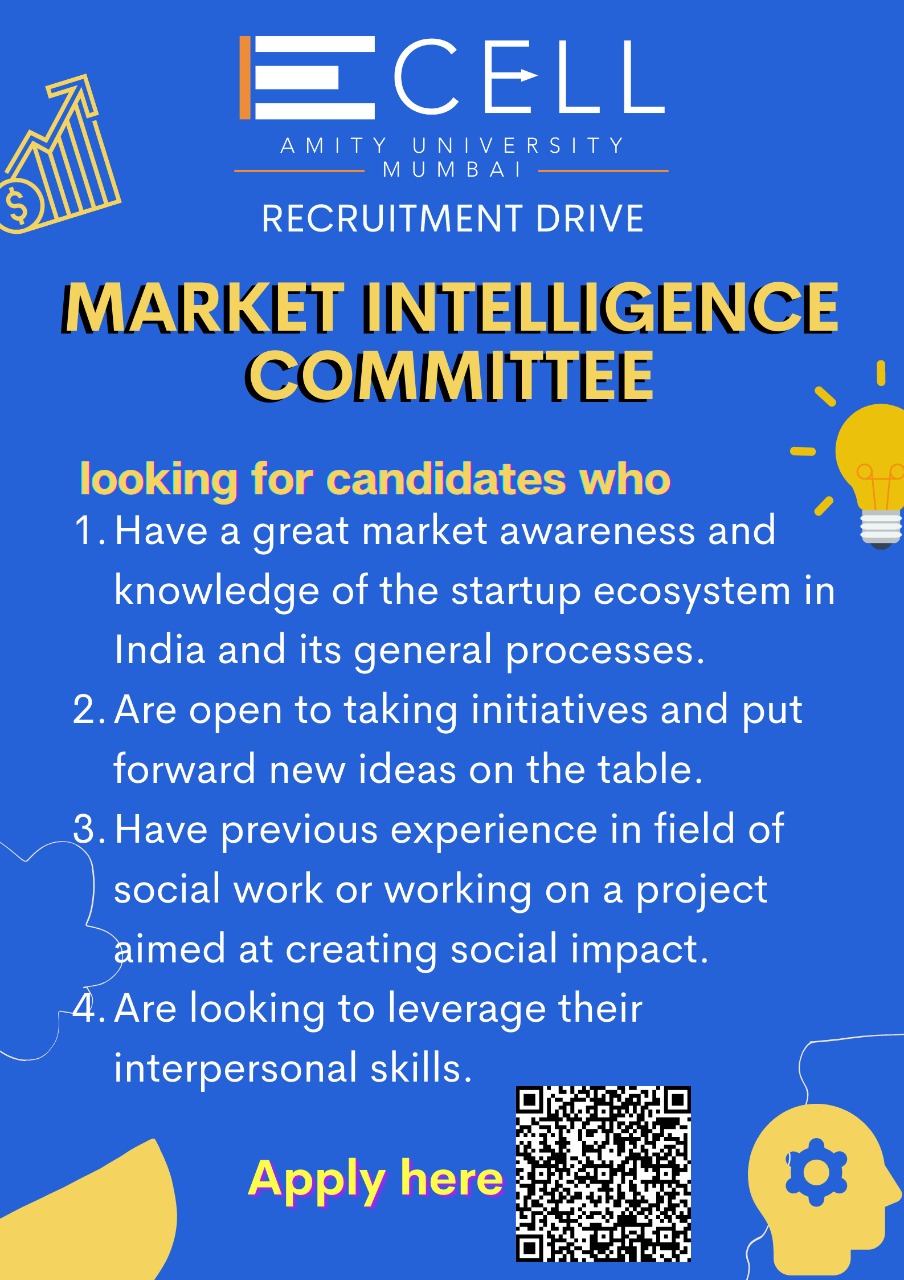 E CELL
AMITY UNIVERSITY
MUMBAI
RECRUITMENT DRIVE
MARKET INTELLIGENCE
COMMITTEE
looking for candidates who
1. Have a great market awareness and
knowledge of the startup ecosystem in
India and its general processes.
2. Are open to taking initiatives and put
forward new ideas on the table.
3. Have previous experience in field of
social work or working on a project
aimed at creating social impact.
4. Are looking to leverage their
interpersonal skills.
Apply here
$